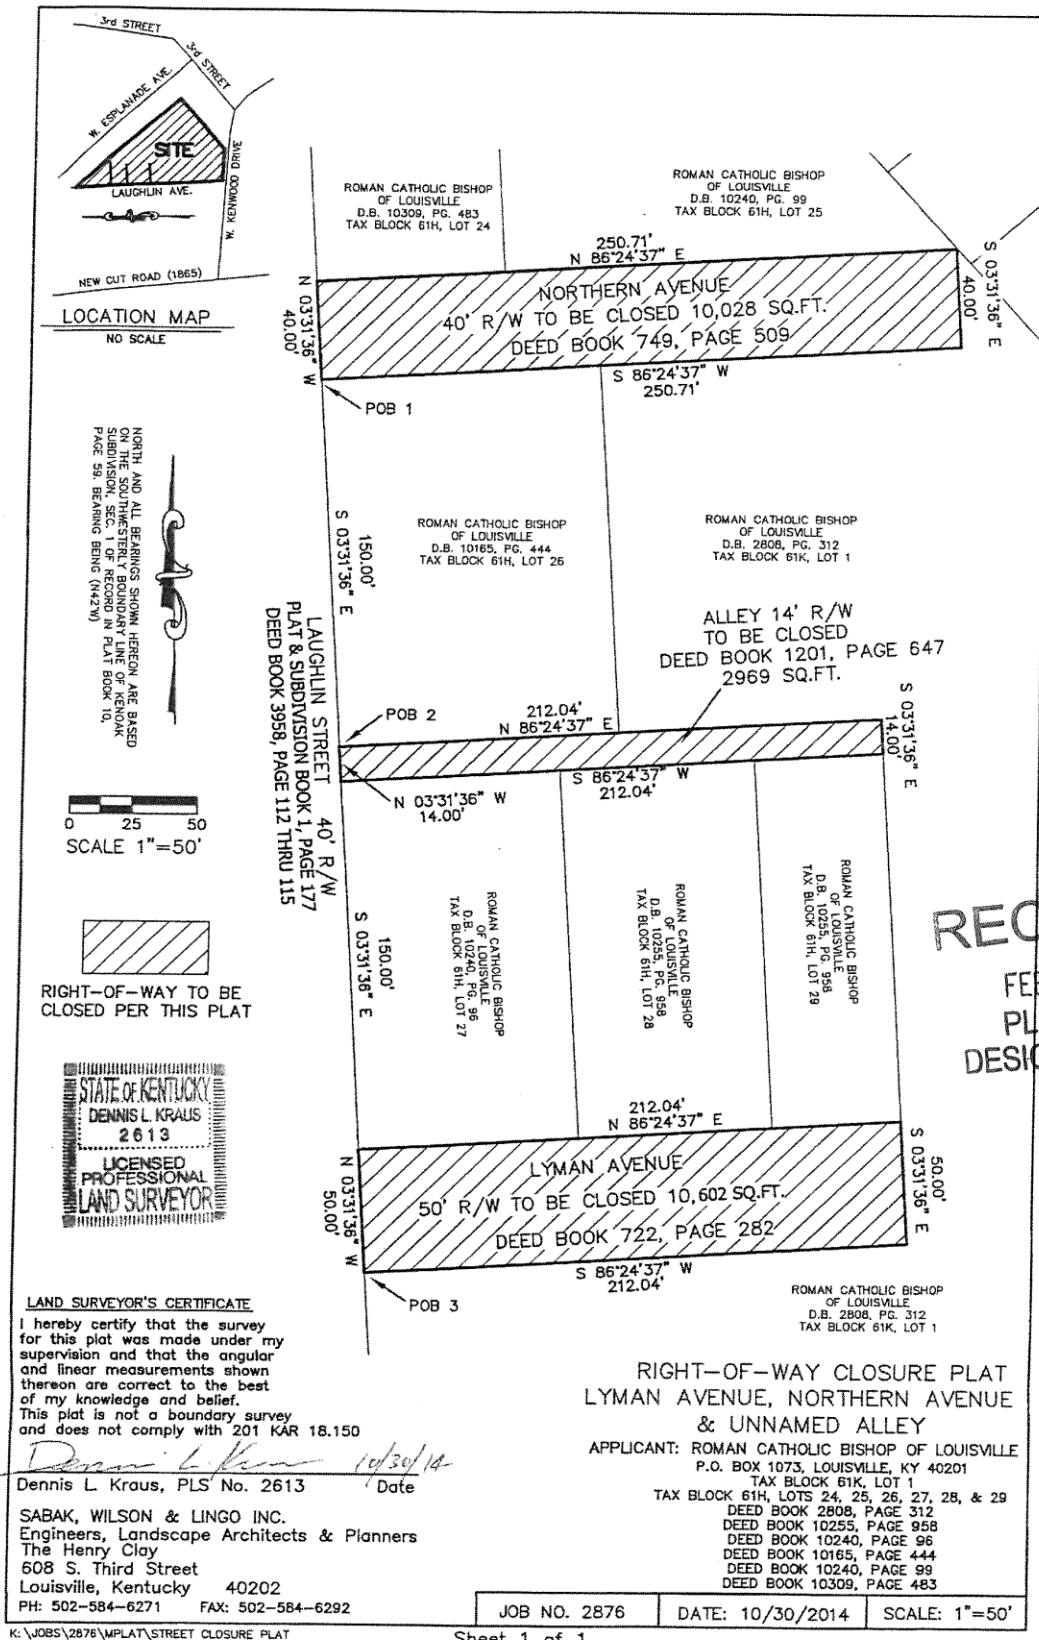 3rd STREET
3rd STREET
W. ESPLANADE AVE.
SITE
LAUGHLIN AVE.
W. KENWOOD DRIVE
NEW CUT ROAD (1865)
LOCATION MAP
NO SCALE
ROMAN CATHOLIC BISHOP
OF LOUISVILLE
D.B. 10309, PG. 483
TAX BLOCK 61H, LOT 24
ROMAN CATHOLIC BISHOP
OF LOUISVILLE
D.B. 10240, PG. 99
TAX BLOCK 61H, LOT 25
250.71'
N 86°24'37" E
N 03°31'36" W
40.00'
NORTHERN AVENUE
40' R/W TO BE CLOSED 10,028 SQ.FT.
DEED BOOK 749, PAGE 509
S 03°31'36" E
40.00'
S 86°24'37" W
250.71'
POB 1
NORTH AND ALL BEARINGS SHOWN HEREON ARE BASED
ON THE SOUTHWESTERLY BOUNDARY LINE OF KENOAK
SUBDIVISION, SEC. 1 OF RECORD IN PLAT BOOK 10,
PAGE 59. BEARING BEING (N42°W)
150.00'
S 03°31'36" E
ROMAN CATHOLIC BISHOP
OF LOUISVILLE
D.B. 10165, PG. 444
TAX BLOCK 61H, LOT 26
ROMAN CATHOLIC BISHOP
OF LOUISVILLE
D.B. 2808, PG. 312
TAX BLOCK 61K, LOT 1
ALLEY 14' R/W
TO BE CLOSED
DEED BOOK 1201, PAGE 647
2969 SQ.FT.
LAUGHLIN STREET 40' R/W
PLAT & SUBDIVISION BOOK 1, PAGE 177
DEED BOOK 3958, PAGE 112 THRU 115
POB 2
212.04'
N 86°24'37" E
S 03°31'36" E
14.00'
S 86°24'37" W
212.04'
N 03°31'36" W
14.00'
0 25 50
SCALE 1"=50'
RIGHT-OF-WAY TO BE
CLOSED PER THIS PLAT
150.00'
S 03°31'36" E
ROMAN CATHOLIC BISHOP
OF LOUISVILLE
D.B. 10240, PG. 96
TAX BLOCK 61H, LOT 27
ROMAN CATHOLIC BISHOP
OF LOUISVILLE
D.B. 10255, PG. 958
TAX BLOCK 61H, LOT 28
ROMAN CATHOLIC BISHOP
OF LOUISVILLE
D.B. 10255, PG. 958
TAX BLOCK 61H, LOT 29
STATE OF KENTUCKY
DENNIS L. KRAUS
2613
LICENSED
PROFESSIONAL
LAND SURVEYOR
212.04'
N 86°24'37" E
N 03°31'36" W
50.00'
LYMAN AVENUE
50' R/W TO BE CLOSED 10,602 SQ.FT.
DEED BOOK 722, PAGE 282
50.00'
S 03°31'36" E
S 86°24'37" W
212.04'
POB 3
ROMAN CATHOLIC BISHOP
OF LOUISVILLE
D.B. 2808, PG. 312
TAX BLOCK 61K, LOT 1
LAND SURVEYOR'S CERTIFICATE
I hereby certify that the survey
for this plat was made under my
supervision and that the angular
and linear measurements shown
thereon are correct to the best
of my knowledge and belief.
This plat is not a boundary survey
and does not comply with 201 KAR 18.150
Dennis L. Kraus 10/30/14
Dennis L. Kraus, PLS No. 2613 Date
SABAK, WILSON & LINGO INC.
Engineers, Landscape Architects & Planners
The Henry Clay
608 S. Third Street
Louisville, Kentucky 40202
PH: 502-584-6271 FAX: 502-584-6292
RIGHT-OF-WAY CLOSURE PLAT
LYMAN AVENUE, NORTHERN AVENUE
& UNNAMED ALLEY
APPLICANT: ROMAN CATHOLIC BISHOP OF LOUISVILLE
P.O. BOX 1073, LOUISVILLE, KY 40201
TAX BLOCK 61K, LOT 1
TAX BLOCK 61H, LOTS 24, 25, 26, 27, 28, & 29
DEED BOOK 2808, PAGE 312
DEED BOOK 10255, PAGE 958
DEED BOOK 10240, PAGE 96
DEED BOOK 10165, PAGE 444
DEED BOOK 10240, PAGE 99
DEED BOOK 10309, PAGE 483
JOB NO. 2876 DATE: 10/30/2014 SCALE: 1"=50'
K:\JOBS\2876\MPLAT\STREET CLOSURE PLAT
Sheet 1 of 1